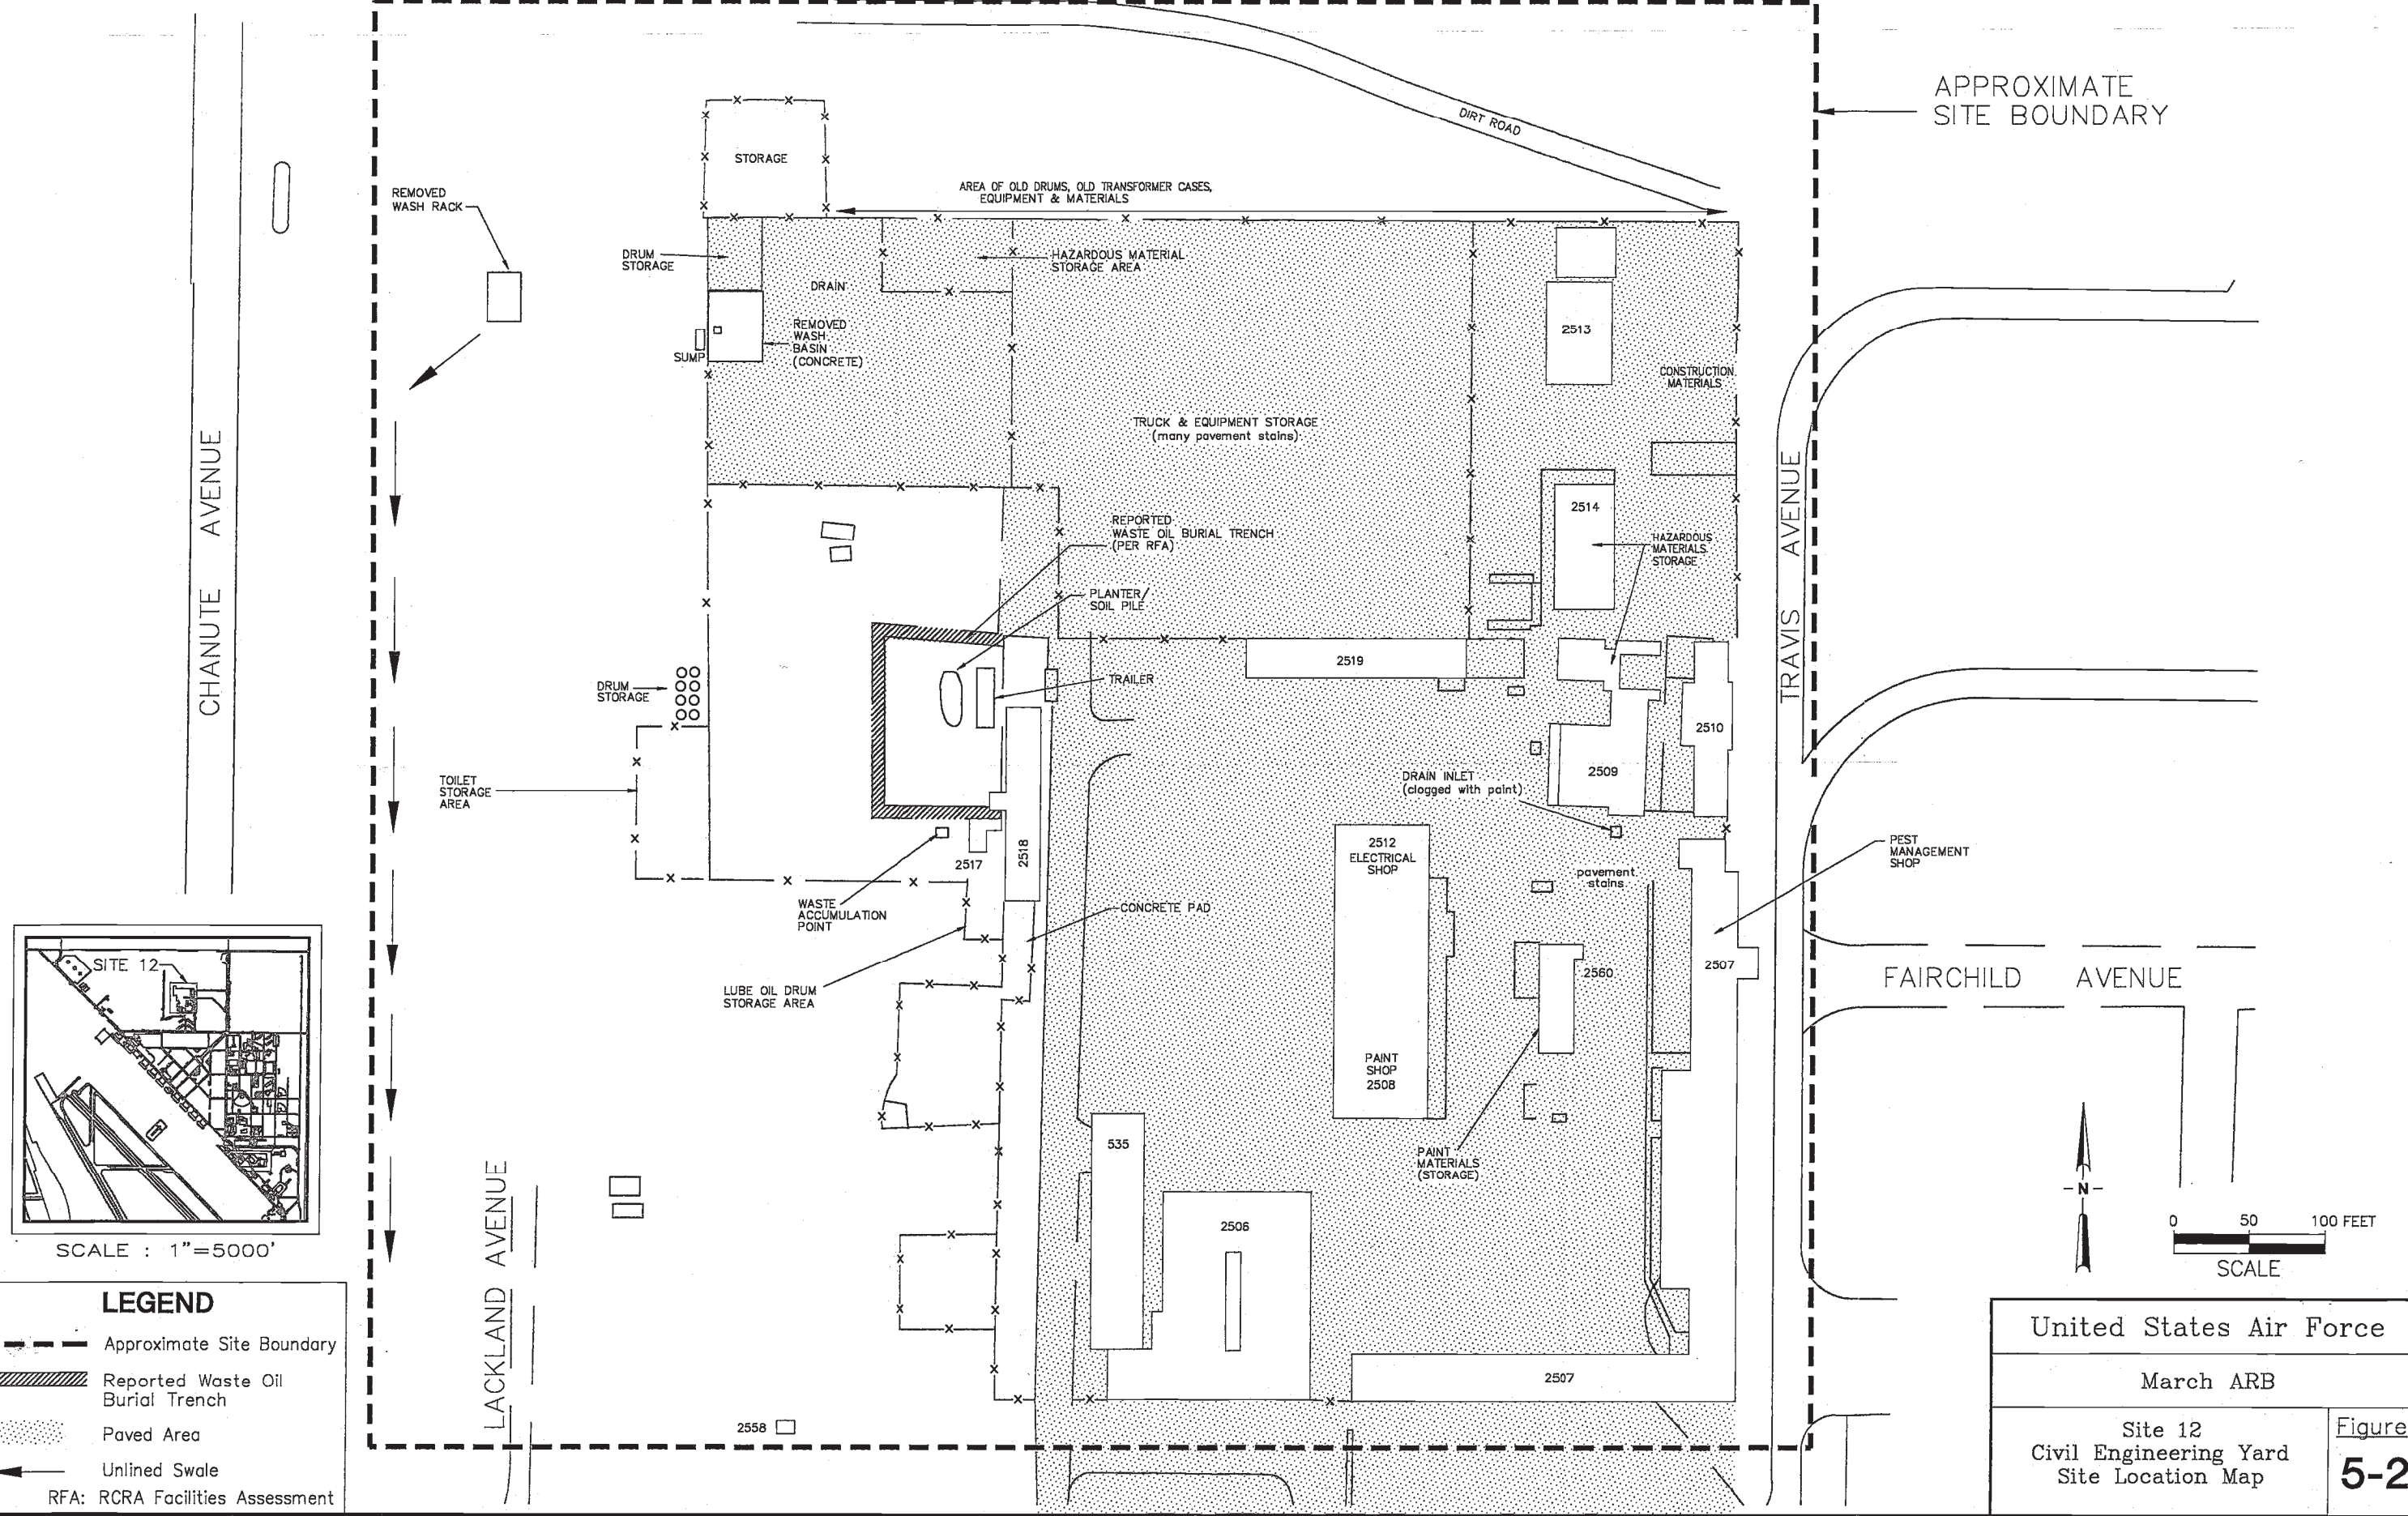 APPROXIMATE
SITE BOUNDARY
DIRT ROAD
STORAGE
AREA OF OLD DRUMS, OLD TRANSFORMER CASES,
EQUIPMENT & MATERIALS
REMOVED
WASH RACK
DRUM
STORAGE
HAZARDOUS MATERIAL
STORAGE AREA
DRAIN
REMOVED
WASH
BASIN
(CONCRETE)
SUMP
2513
CONSTRUCTION
MATERIALS
TRUCK & EQUIPMENT STORAGE
(many pavement stains)
CHANUTE AVENUE
TRAVIS AVENUE
2514
REPORTED
WASTE OIL BURIAL TRENCH
(PER RFA)
HAZARDOUS
MATERIALS
STORAGE
PLANTER/
SOIL PILE
2519
TRAILER
DRUM
STORAGE
2510
2509
TOILET
STORAGE
AREA
DRAIN INLET
(clogged with paint)
2512
ELECTRICAL
SHOP
PEST
MANAGEMENT
SHOP
2517
2518
pavement
stains
WASTE
ACCUMULATION
POINT
CONCRETE PAD
2507
2560
FAIRCHILD AVENUE
LUBE OIL DRUM
STORAGE AREA
SITE 12
PAINT
SHOP
2508
535
PAINT
MATERIALS
(STORAGE)
LACKLAND AVENUE
2506
N
0 50 100 FEET
SCALE
SCALE : 1"=5000'
LEGEND
Approximate Site Boundary
Reported Waste Oil
Burial Trench
Paved Area
Unlined Swale
RFA: RCRA Facilities Assessment
2507
2558
United States Air Force
March ARB
Site 12
Civil Engineering Yard
Site Location Map
Figure
5-2